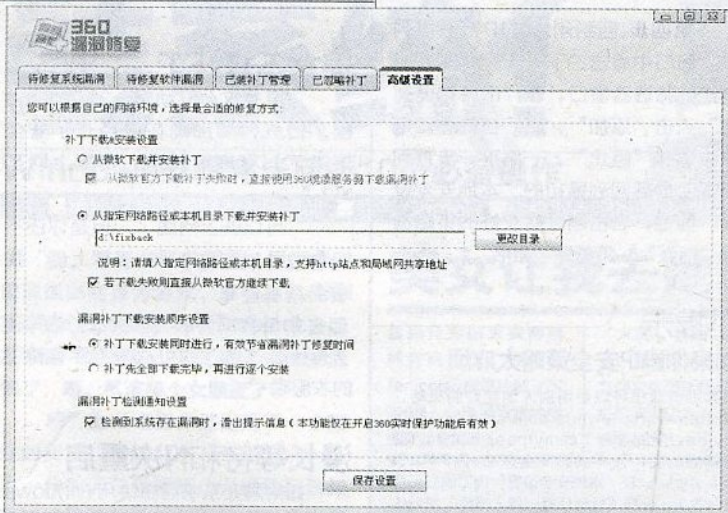 360
漏洞修复
待修复系统漏洞 待修复软件漏洞 已装补丁管理 已忽略补丁 高级设置
您可以根据自己的网络环境，选择最合适的修复方式：
补丁下载&安装设置
从微软下载并安装补丁
从微软官方下载补丁失败时，直接使用360镜像服务器下载漏洞补丁
从指定网络路径或本机目录下载并安装补丁
d:\fixback 更改目录
说明：请填入指定网络路径或本机目录，支持http站点和局域网共享地址
若下载失败则直接从微软官方继续下载
漏洞补丁下载安装顺序设置
补丁下载安装同时进行，有效节省漏洞补丁修复时间
补丁先全部下载完毕，再进行逐个安装
漏洞补丁检测通知设置
检测到系统存在漏洞时，滑出提示信息（本功能仅在开启360实时保护功能后有效）
保存设置